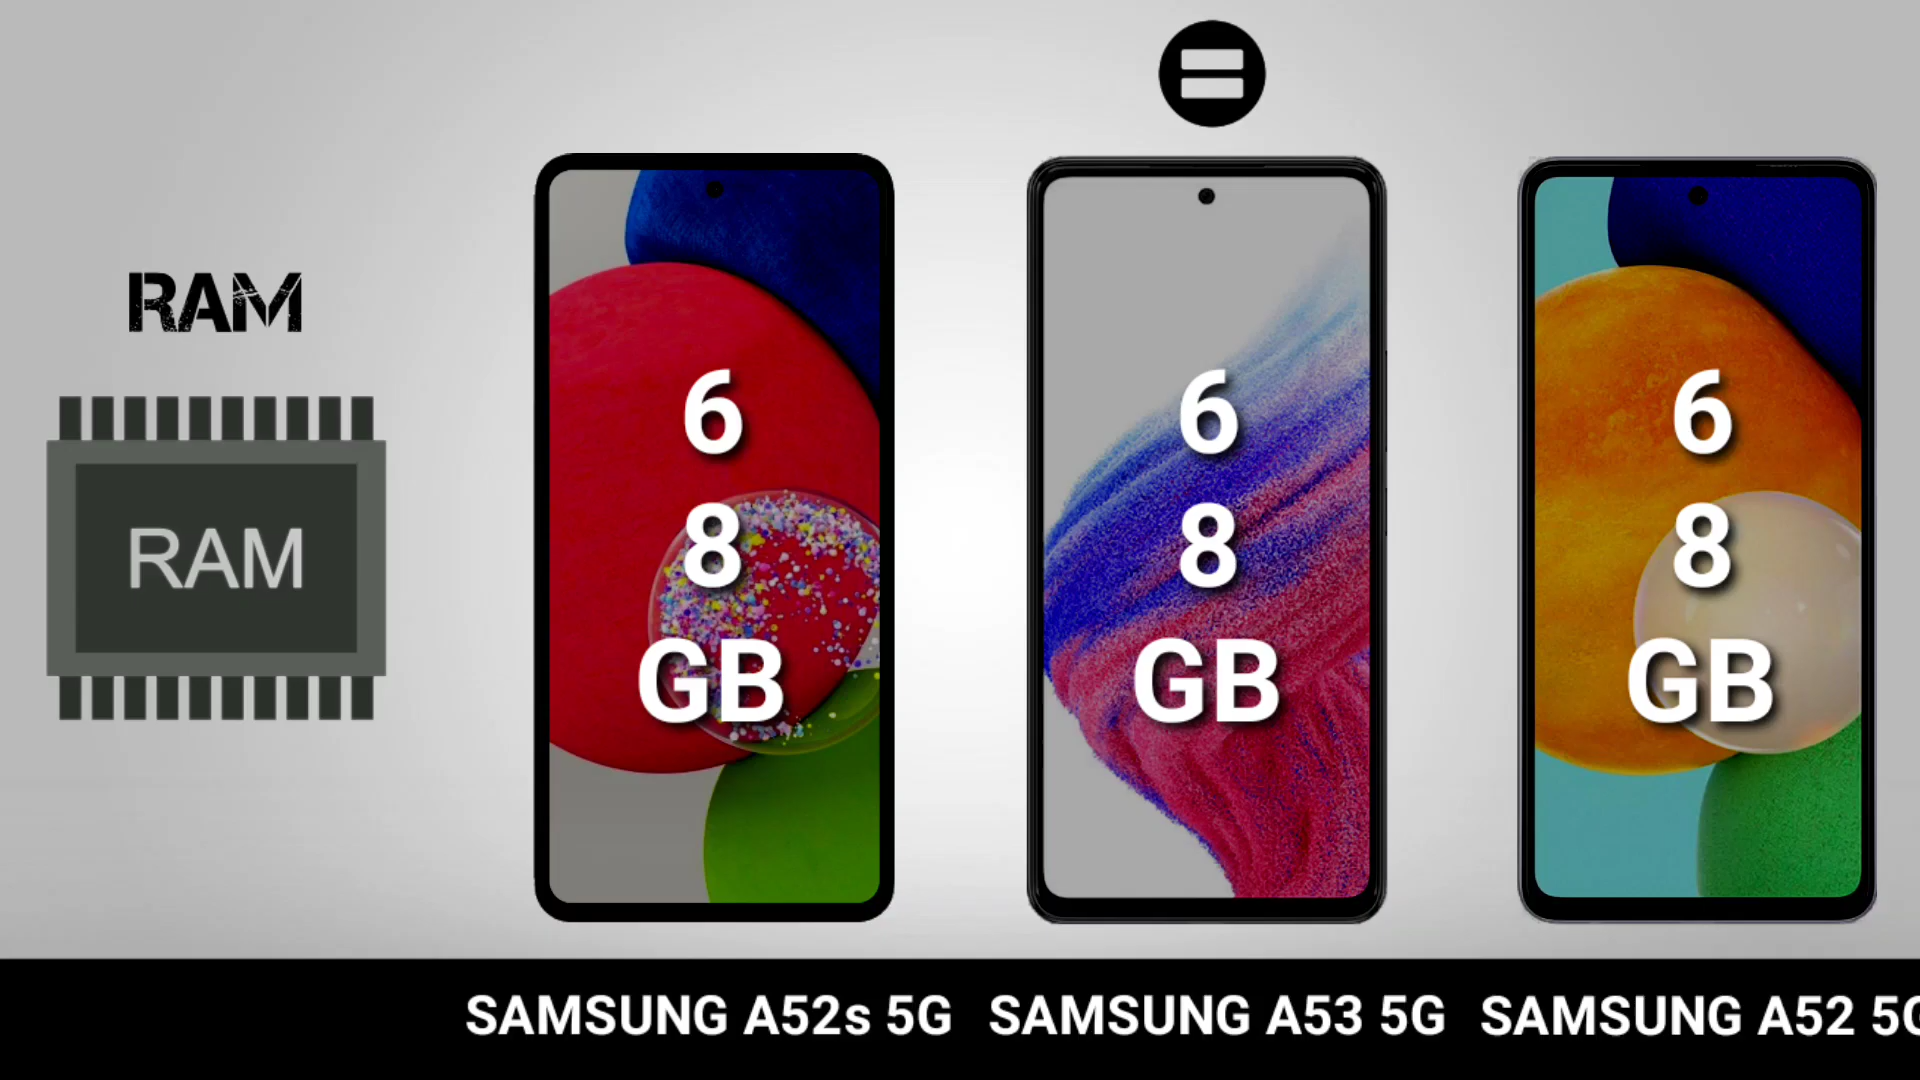 RAM
RAM
6
8
GB
6
8
GB
6
8
GB
SAMSUNG A52s 5G
SAMSUNG A53 5G
SAMSUNG A52 5G